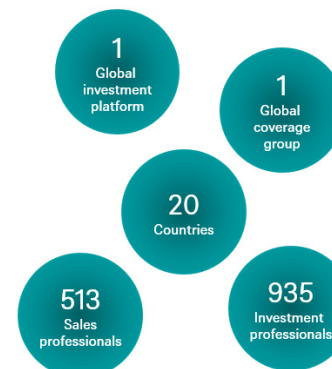 1
Global
investment
platform
1
Global
coverage
group
20
Countries
513
Sales
professionals
935
Investment
professionals